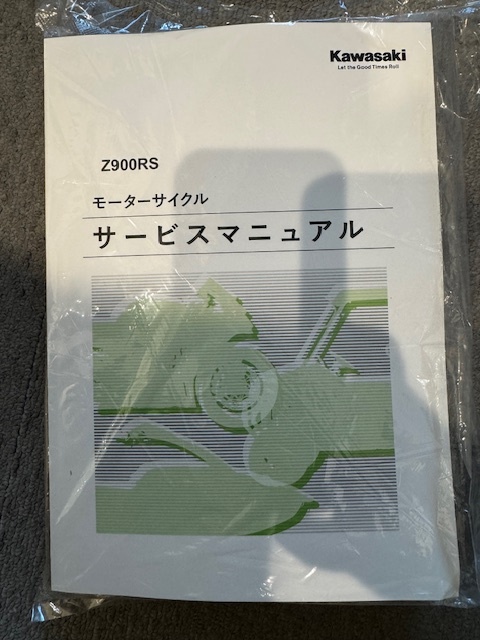 Kawasaki
Let the Good Times Roll
Z900RS
モーターサイクル
サービスマニュアル